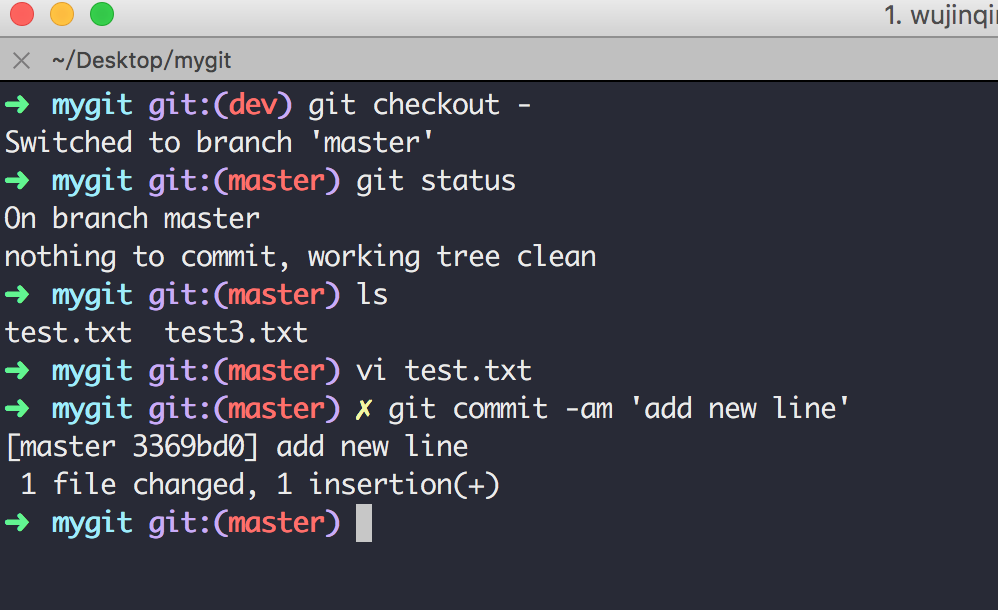 1. wujinqi
~/Desktop/mygit
➜ mygit git:(dev) git checkout -
Switched to branch 'master'
➜ mygit git:(master) git status
On branch master
nothing to commit, working tree clean
➜ mygit git:(master) ls
test.txt  test3.txt
➜ mygit git:(master) vi test.txt
➜ mygit git:(master) ✗ git commit -am 'add new line'
[master 3369bd0] add new line
 1 file changed, 1 insertion(+)
➜ mygit git:(master)